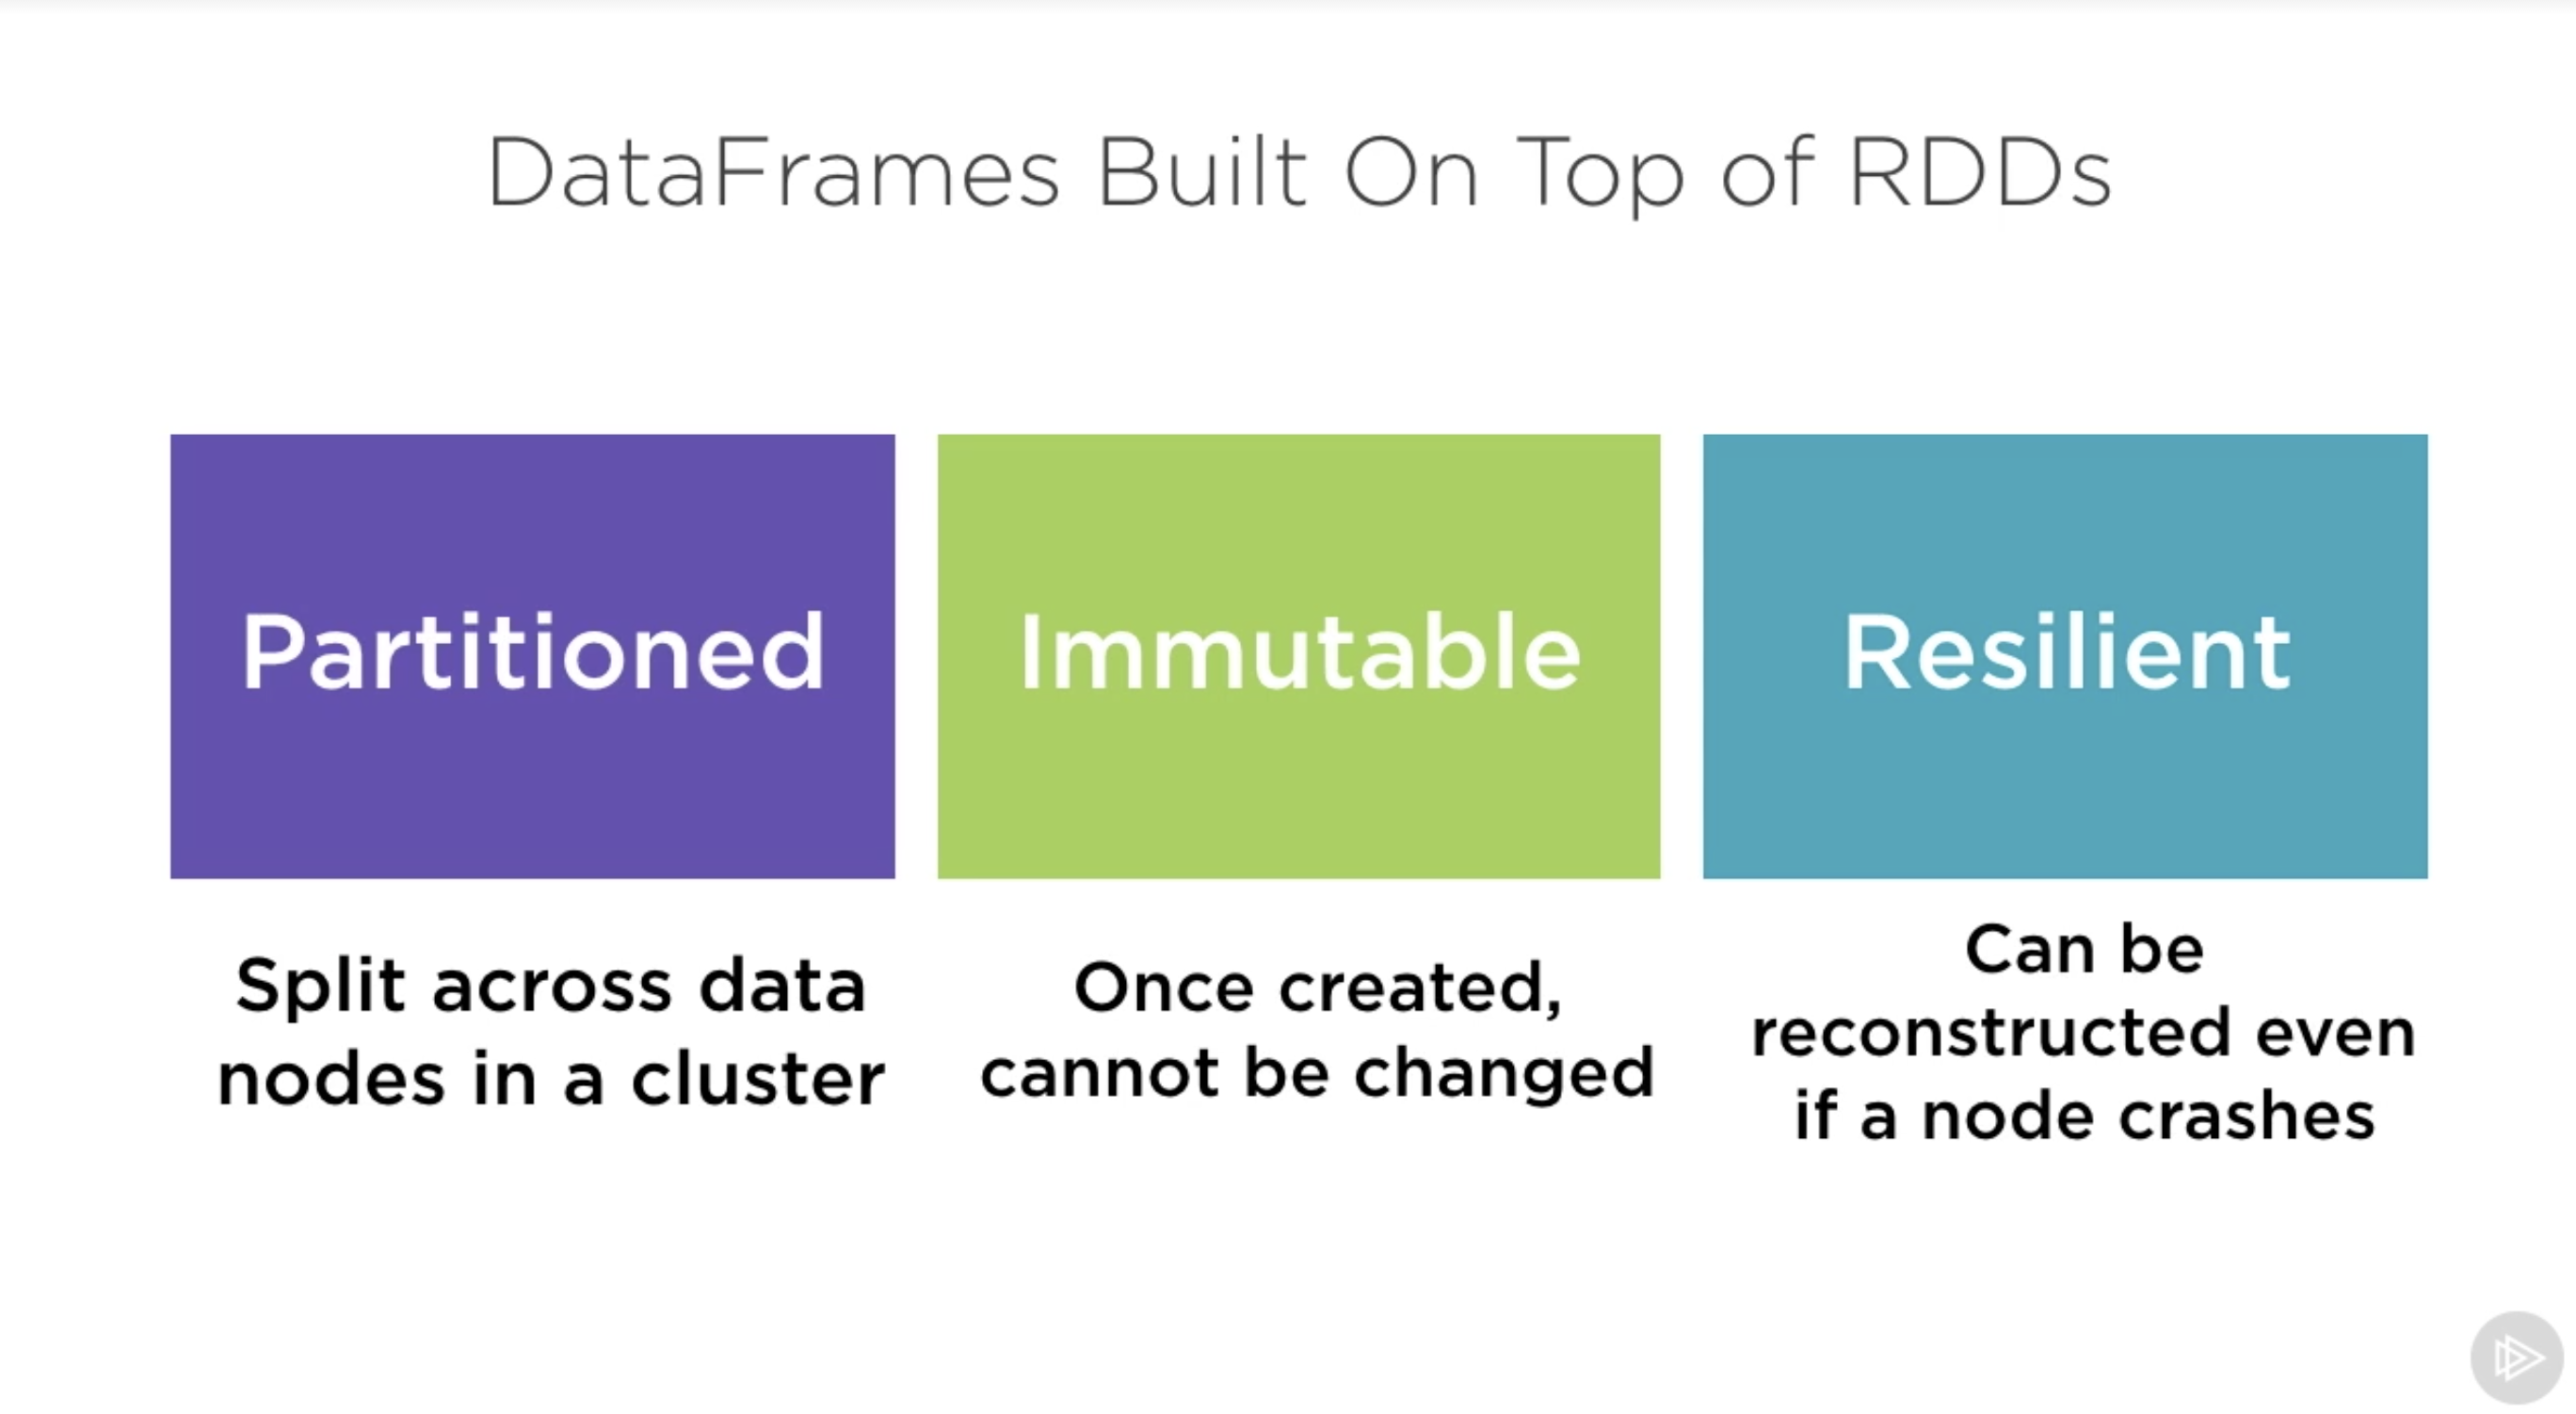 DataFrames Built On Top of RDDs
Partitioned
Immutable
Resilient
Split across data
nodes in a cluster
Once created,
cannot be changed
Can be
reconstructed even
if a node crashes